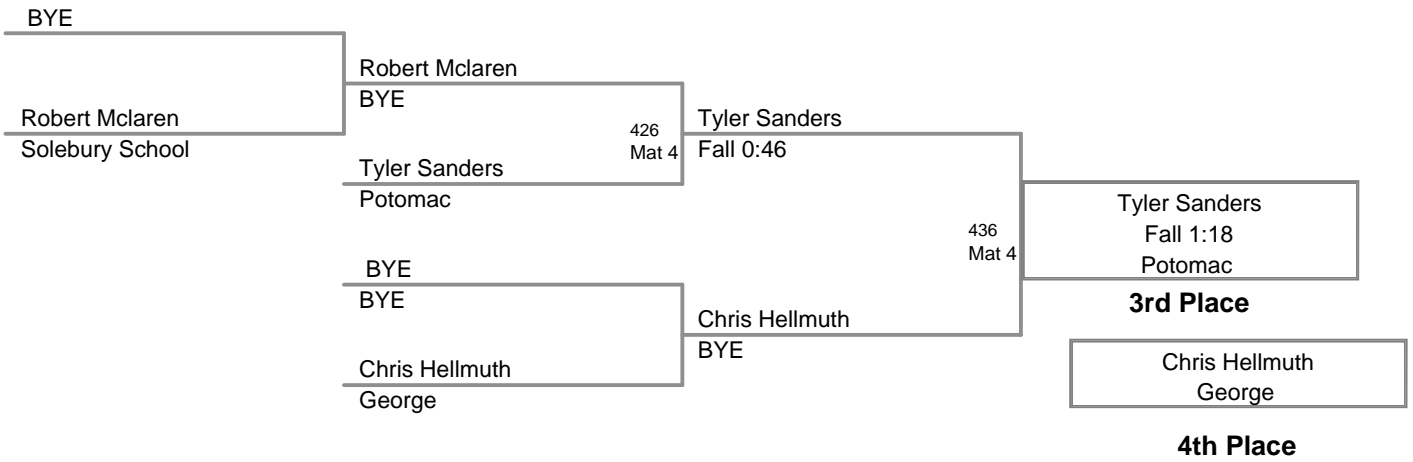 BYE
Robert Mclaren
Solebury School
Robert Mclaren
BYE
Tyler Sanders
Potomac
BYE
BYE
Chris Hellmuth
George
426
Mat 4
Tyler Sanders
Fall 0:46
Chris Hellmuth
BYE
436
Mat 4
Tyler Sanders
Fall 1:18
Potomac
3rd Place
Chris Hellmuth
George
4th Place